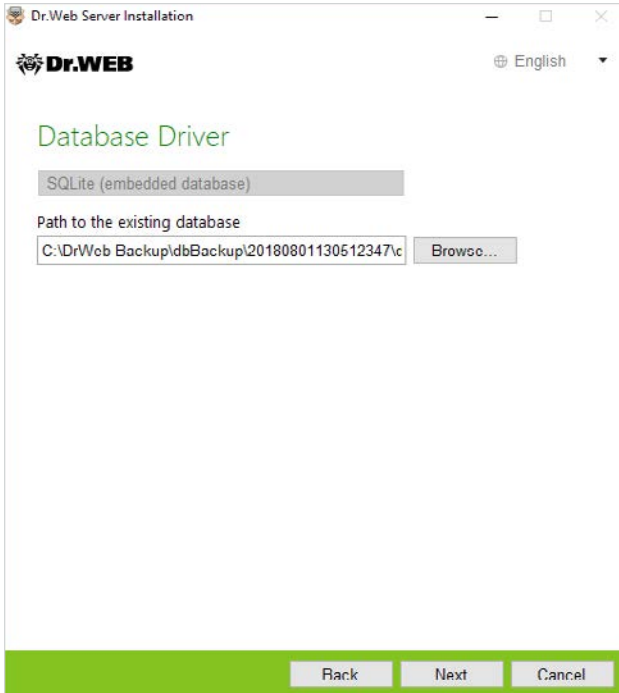 Dr.Web Server Installation
Dr.WEB
English
Database Driver
SQLite (embedded database)
Path to the existing database
C:\DrWeb Backup\dbBackup\20180801130512347\c
Browse...
Back
Next
Cancel